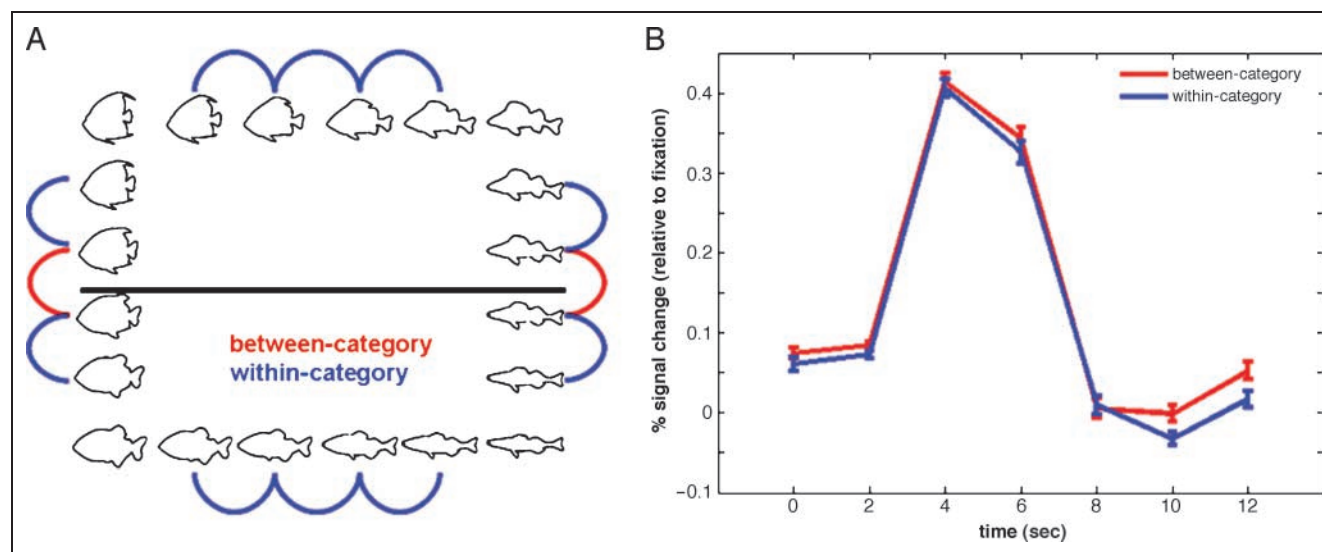 A
between-category
within-category
B
between-category
within-category
% signal change (relative to fixation)
0.4
0.3
0.4
0.1
0
−0.1
0
2
4
6
8
10
12
time (sec)